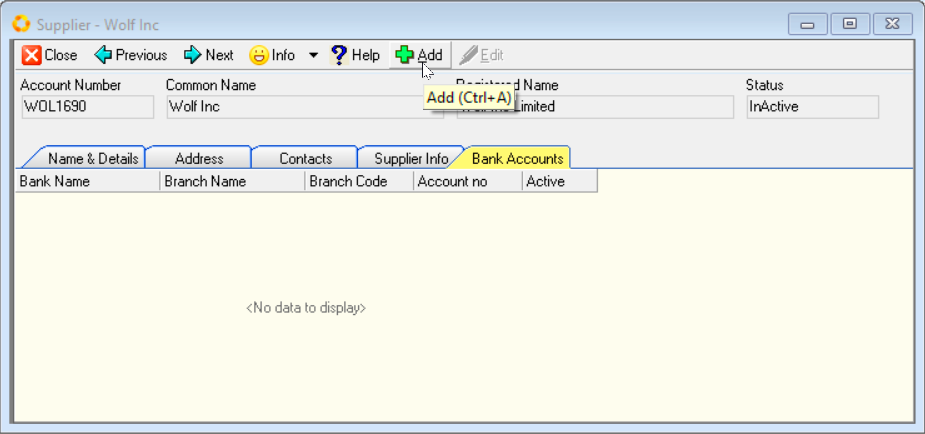 Supplier - Wolf Inc
Close Previous Next Info Help Add Edit
Account Number Common Name Registered Name Status
Add (Ctrl+A)
WOL1690 Wolf Inc Limited InActive
Name & Details Address Contacts Supplier Info Bank Accounts
Bank Name Branch Name Branch Code Account no Active
<No data to display>